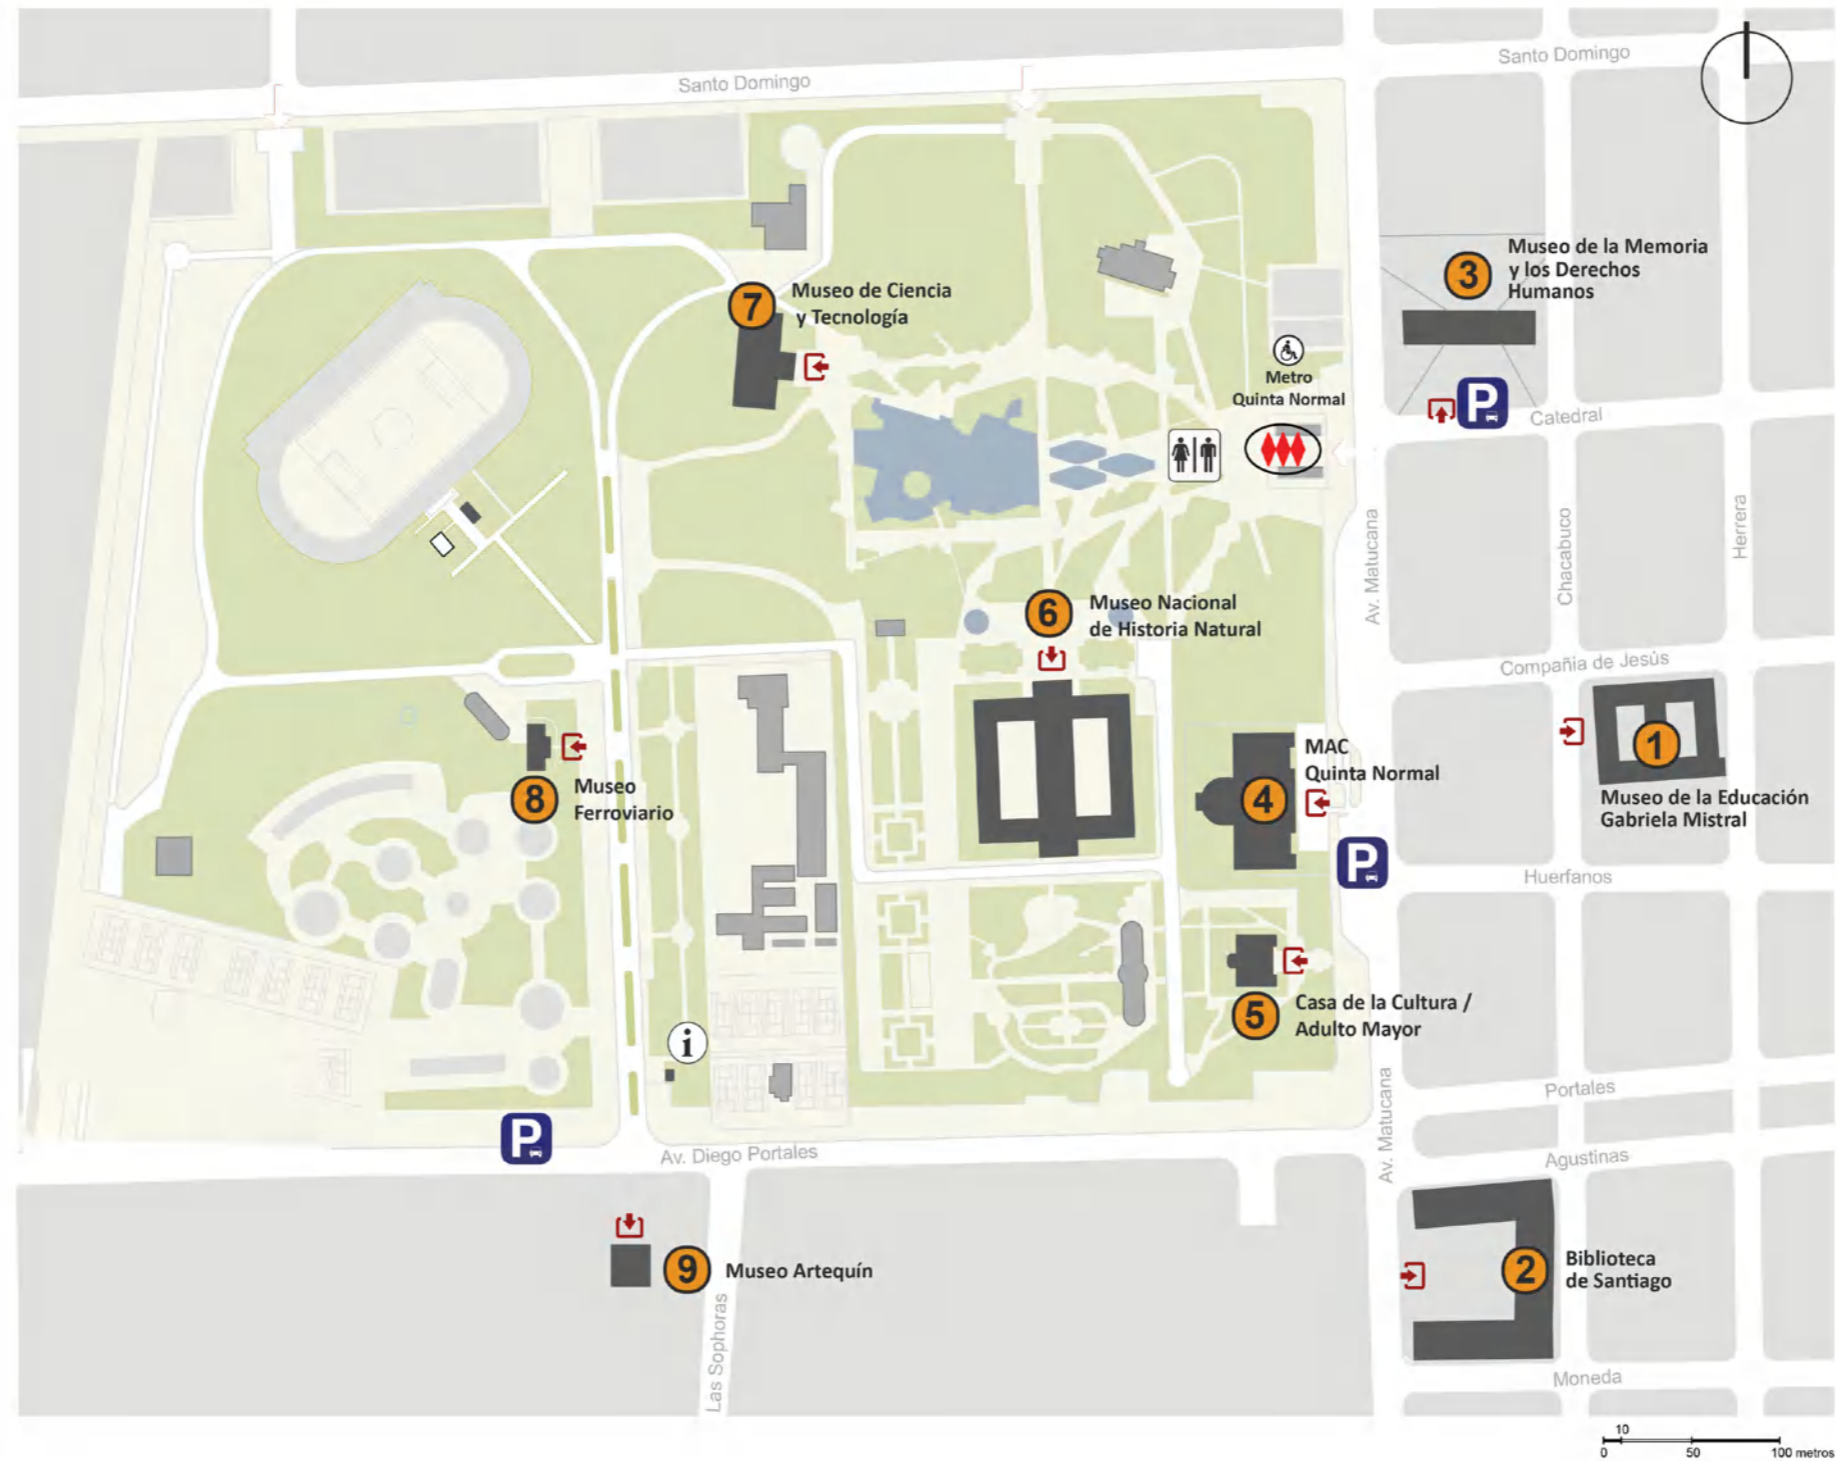 Santo Domingo
Santo Domingo
3
Museo de la Memoria
y los Derechos
Humanos
7
Museo de Ciencia
y Tecnología
Metro
Quinta Normal
P
Catedral
Av. Matucana
Chacabuco
Herrera
6
Museo Nacional
de Historia Natural
Compañia de Jesús
1
Museo de la Educación
Gabriela Mistral
MAC
Quinta Normal
4
8
Museo
Ferroviario
P
Huerfanos
5
Casa de la Cultura /
Adulto Mayor
i
P
Av. Matucana
Portales
Av. Diego Portales
Agustinas
9
Museo Artequín
2
Biblioteca
de Santiago
Las Sophoras
Moneda
10
0 50 100 metros